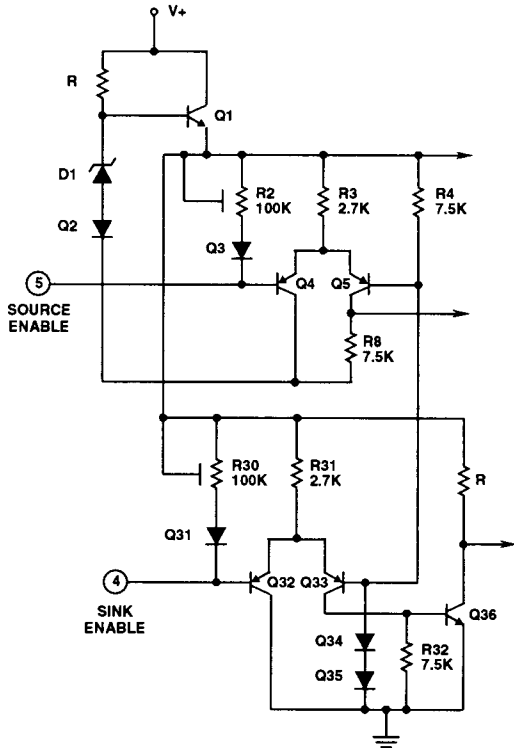 V+
R
Q1
D1
R2
100K
R3
2.7K
R4
7.5K
Q2
Q3
5
Q4
Q5
SOURCE
ENABLE
R8
7.5K
R30
100K
R31
2.7K
R
Q31
4
Q32
Q33
Q36
SINK
ENABLE
Q34
R32
7.5K
Q35